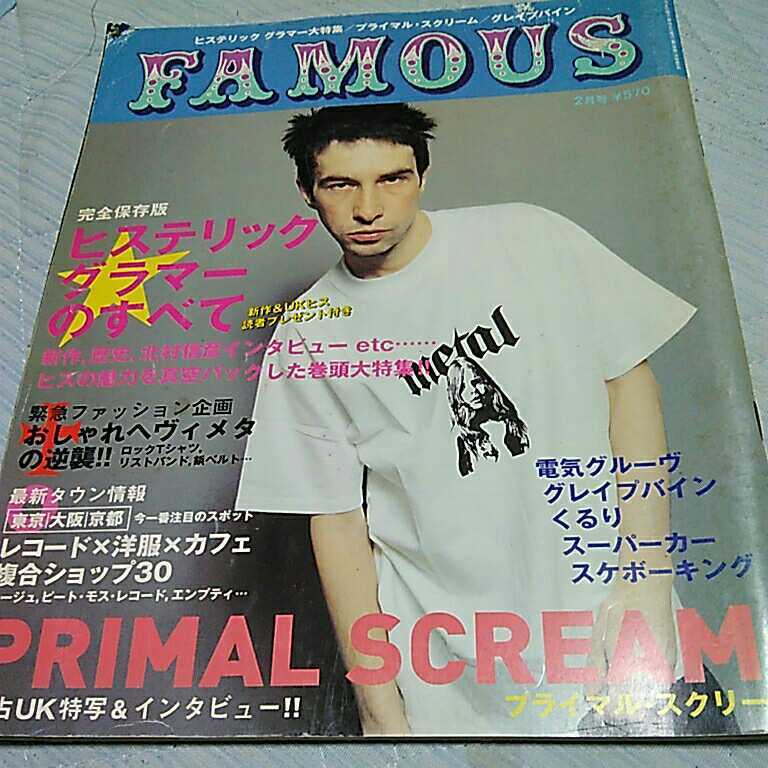 ヒステリック グラマー大特集／プライマル・スクリーム／グレイプバイン
FAMOUS
2月号 ¥570
完全保存版
ヒステリック
グラマー
のすべて
新作&UKヒス
読者プレゼント付き
新作、歴史、北村信彦インタビュー etc……
ヒスの魅力を真空パックした巻頭大特集!!
metal
緊急ファッション企画
おしゃれヘヴィメタ
の逆襲!!
ロックTシャツ,
リストバンド,鋲ベルト…
最新タウン情報
東京|大阪|京都 今一番注目のスポット
レコード×洋服×カフェ
複合ショップ30
ージュ,ビート・モス・レコード,エンプティ…
電気グルーヴ
グレイプバイン
くるり
スーパーカー
スケボーキング
PRIMAL SCREAM
古UK特写&インタビュー!!
プライマル・スクリー